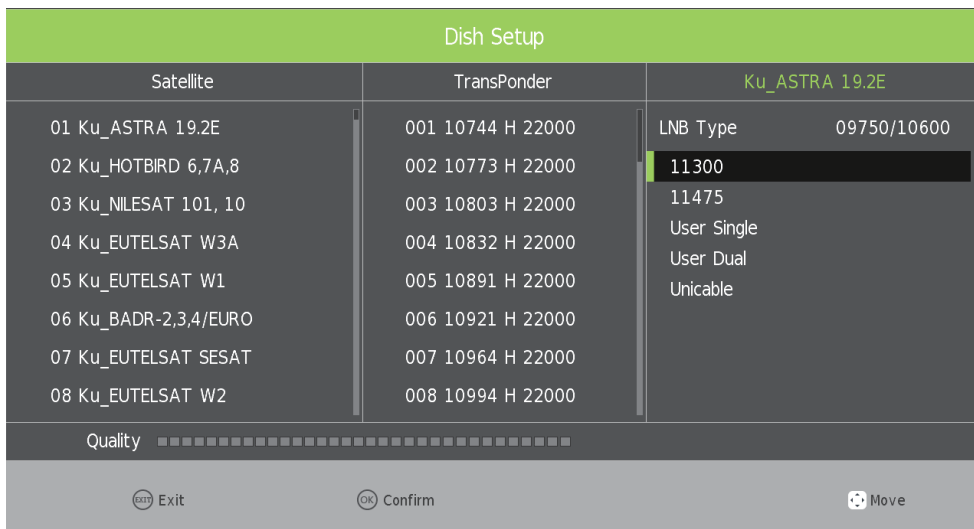 Dish Setup
Satellite
TransPonder
Ku_ASTRA 19.2E
01 Ku_ASTRA 19.2E
02 Ku_HOTBIRD 6,7A,8
03 Ku_NILESAT 101, 10
04 Ku_EUTELSAT W3A
05 Ku_EUTELSAT W1
06 Ku_BADR-2,3,4/EURO
07 Ku_EUTELSAT SESAT
08 Ku_EUTELSAT W2
001 10744 H 22000
002 10773 H 22000
003 10803 H 22000
004 10832 H 22000
005 10891 H 22000
006 10921 H 22000
007 10964 H 22000
008 10994 H 22000
LNB Type 09750/10600
11300
11475
User Single
User Dual
Unicable
Quality
EXIT Exit
OK Confirm
Move